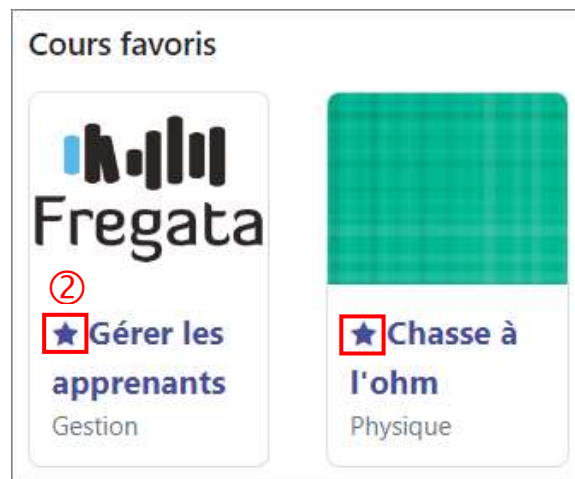 Cours favoris
Fregata
②
Gérer les
apprenants
Gestion
Chasse à
l'ohm
Physique